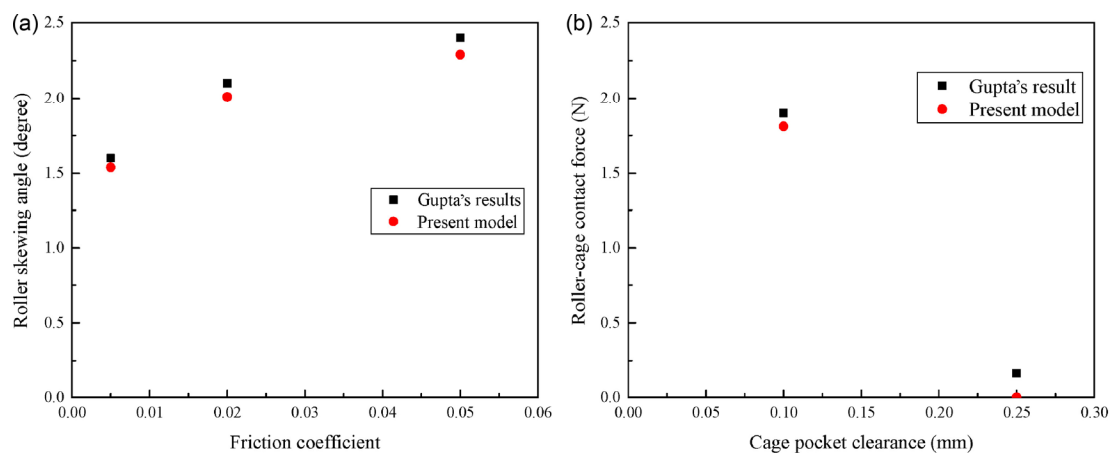 (a)
Roller skewing angle (degree)
2.5
2.0
1.5
1.0
0.5
0.0
0.00 0.01 0.02 0.03 0.04 0.05 0.06
Friction coefficient
Gupta's results
Present model
(b)
Roller-cage contact force (N)
2.5
2.0
1.5
1.0
0.5
0.0
0.00 0.05 0.10 0.15 0.20 0.25 0.30
Cage pocket clearance (mm)
Gupta's result
Present model